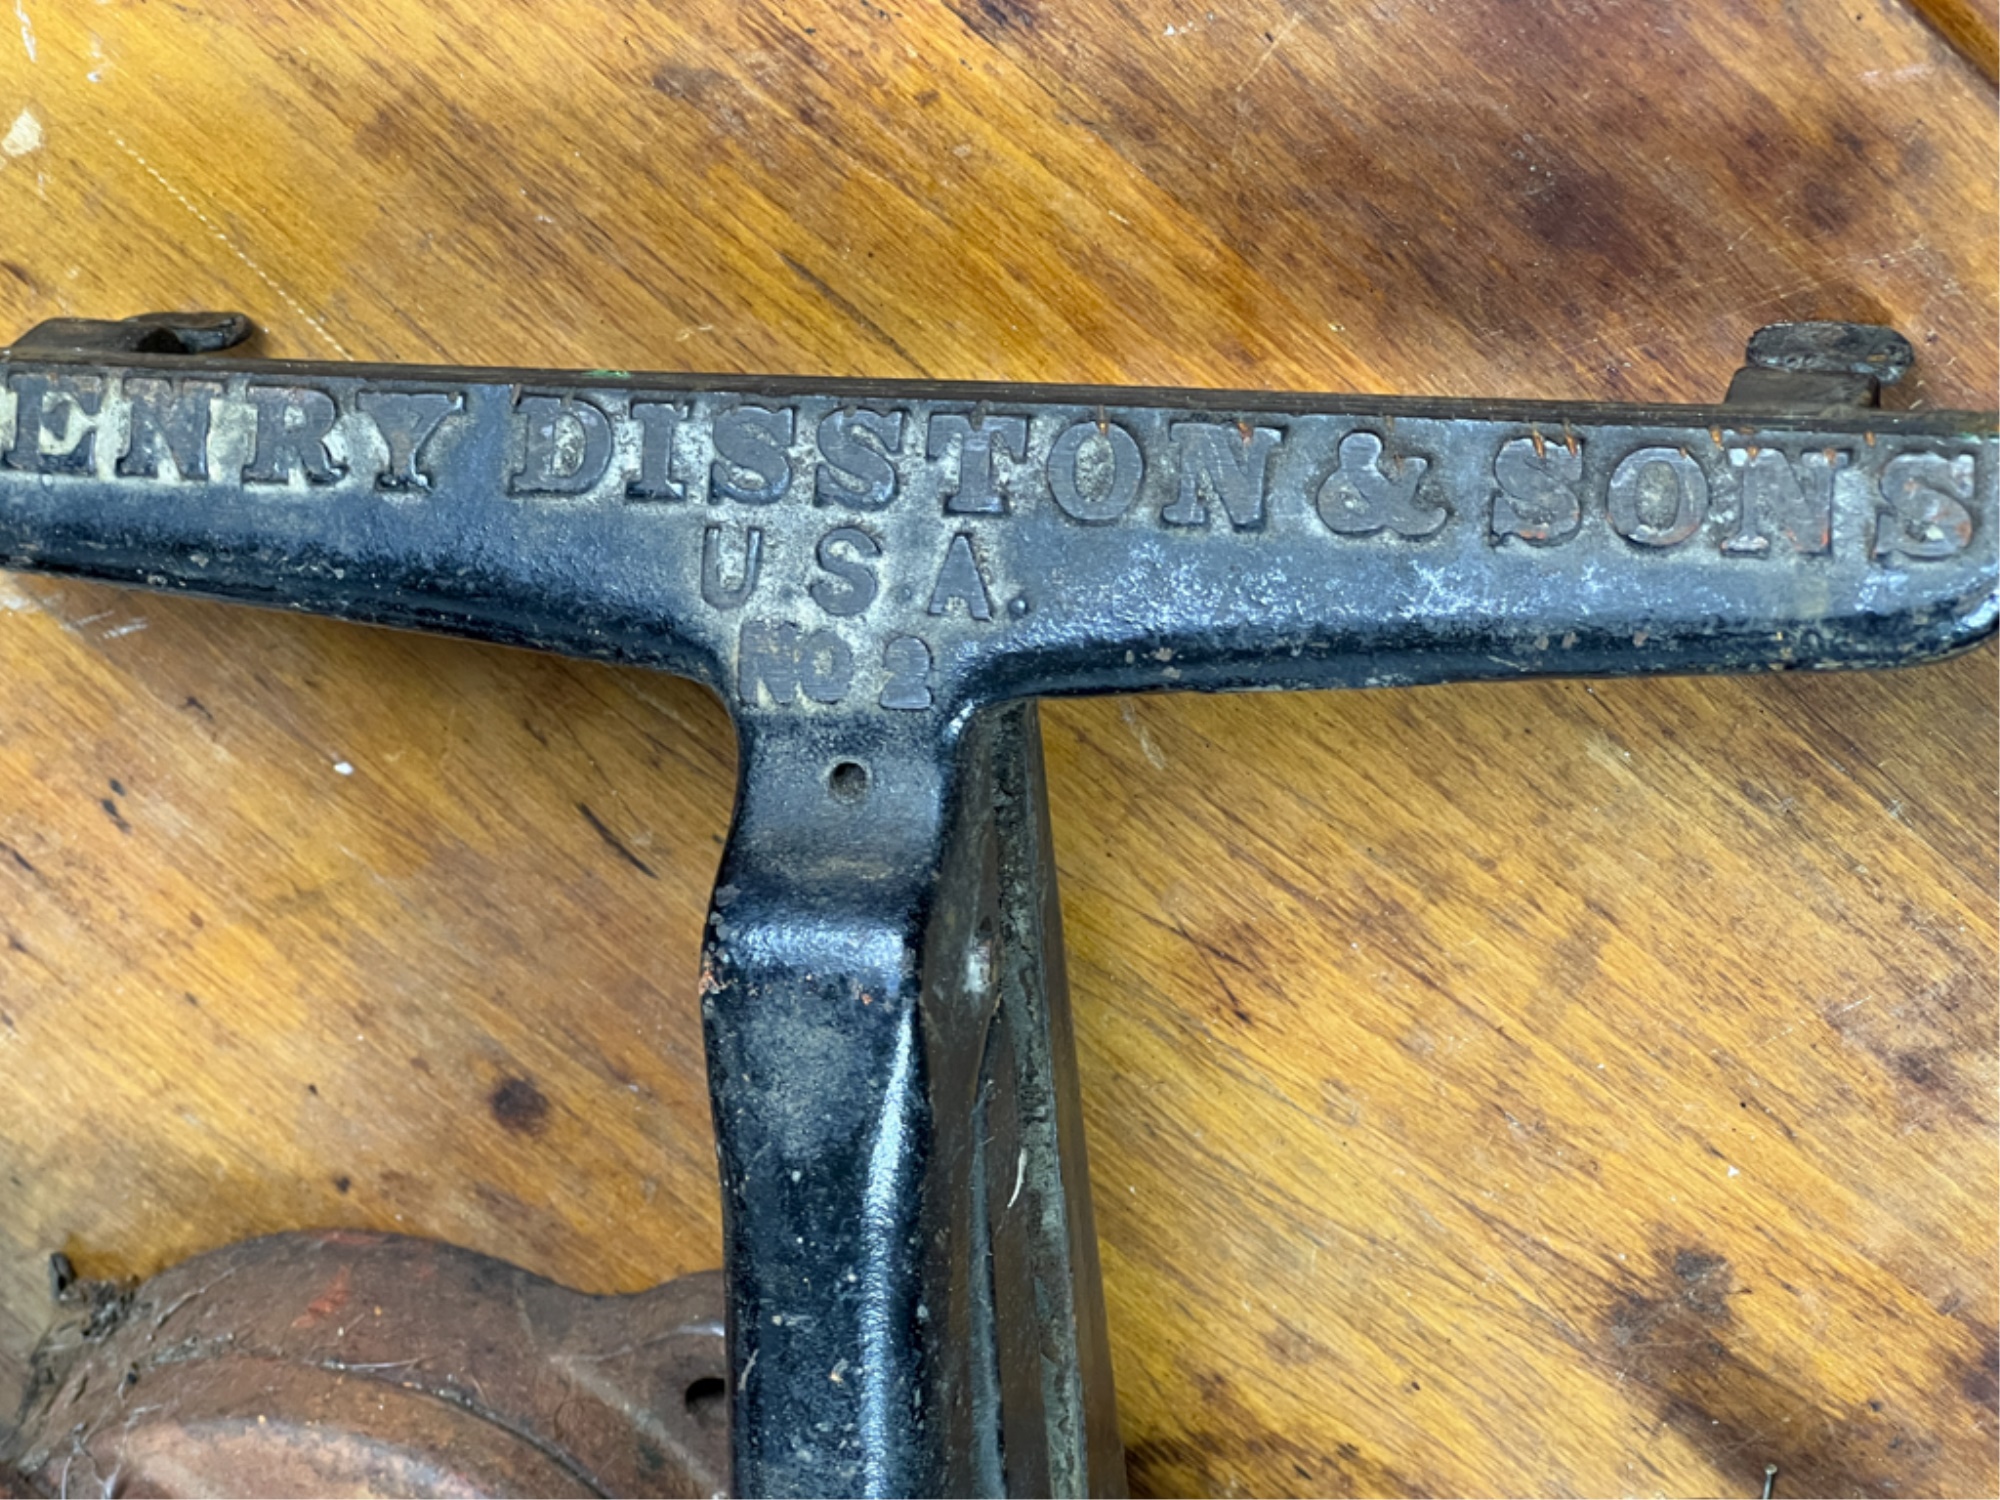 ENRY DISSTON & SONS
U.S.A.
NO 2